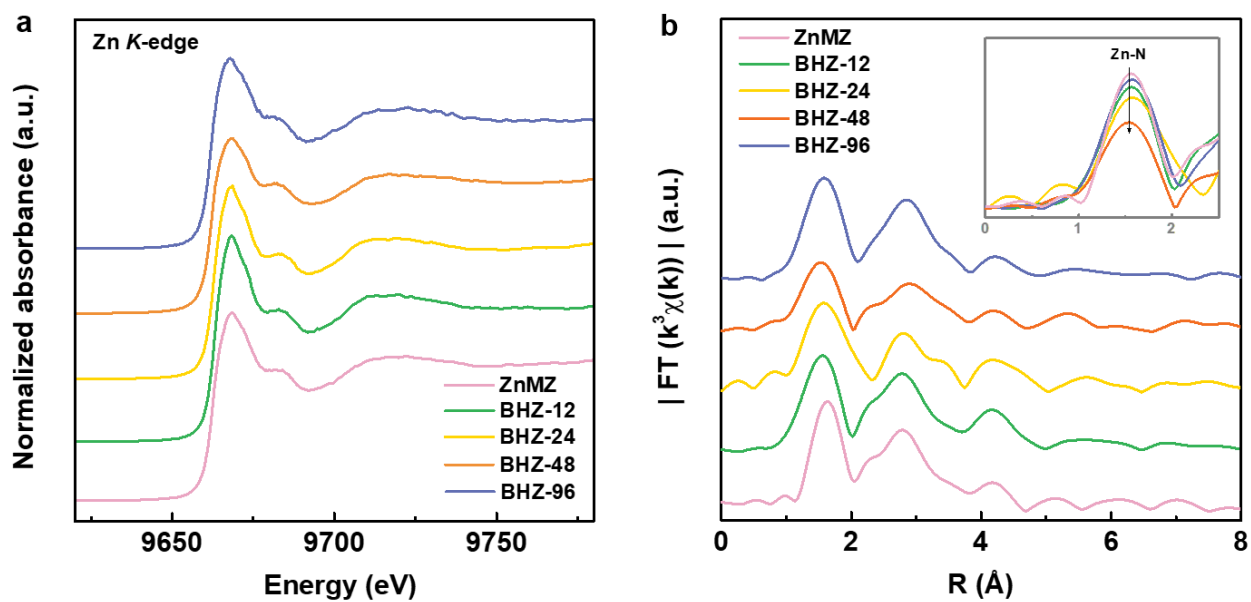 a
Zn K-edge
Normalized absorbance (a.u.)
ZnMZ
BHZ-12
BHZ-24
BHZ-48
BHZ-96
9650
9700
9750
Energy (eV)
b
ZnMZ
BHZ-12
BHZ-24
BHZ-48
BHZ-96
Zn-N
0
1
2
| FT (k³χ(k)) | (a.u.)
0
2
4
6
8
R (Å)